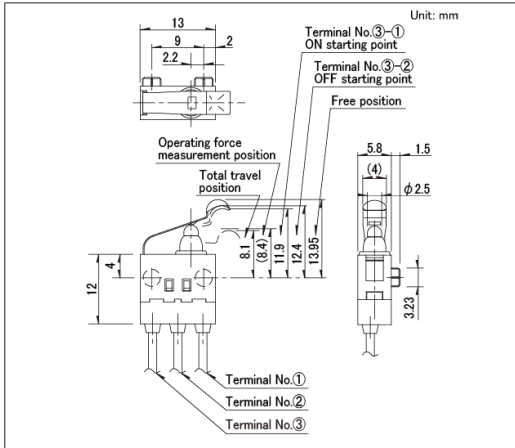 Unit: mm
13
9
2
2.2
Terminal No.③-①
ON starting point
Terminal No.③-②
OFF starting point
Free position
Operating force
measurement position
Total travel
position
5.8
1.5
(4)
φ2.5
8.1
(8.4)
11.9
12.4
13.95
4
12
3.23
Terminal No.①
Terminal No.②
Terminal No.③